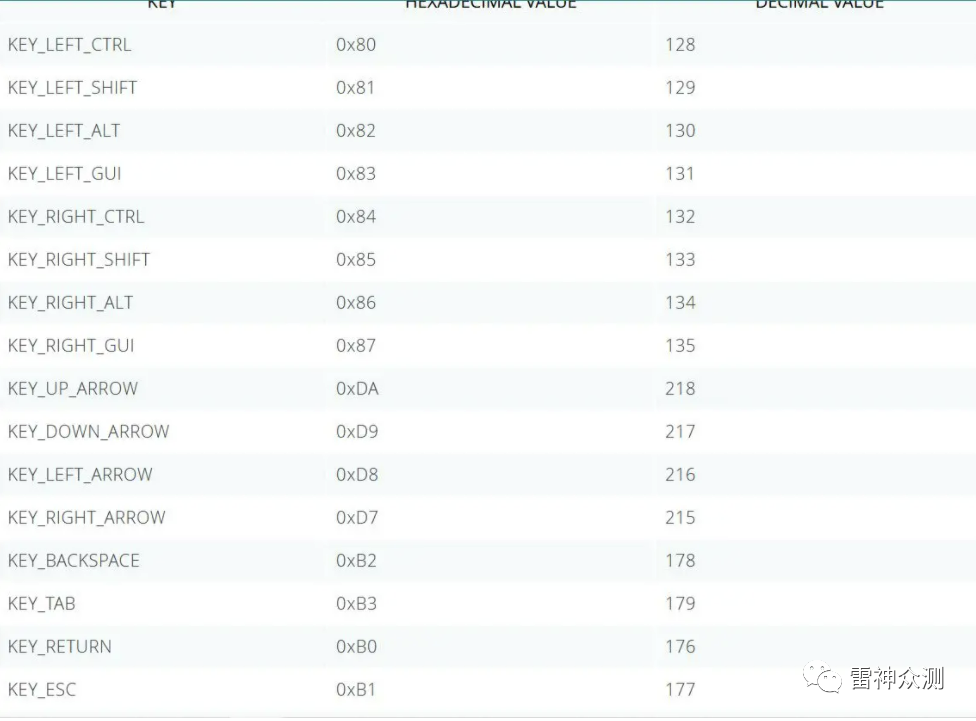 KEY HEXADECIMAL VALUE DECIMAL VALUE
KEY_LEFT_CTRL 0x80 128
KEY_LEFT_SHIFT 0x81 129
KEY_LEFT_ALT 0x82 130
KEY_LEFT_GUI 0x83 131
KEY_RIGHT_CTRL 0x84 132
KEY_RIGHT_SHIFT 0x85 133
KEY_RIGHT_ALT 0x86 134
KEY_RIGHT_GUI 0x87 135
KEY_UP_ARROW 0xDA 218
KEY_DOWN_ARROW 0xD9 217
KEY_LEFT_ARROW 0xD8 216
KEY_RIGHT_ARROW 0xD7 215
KEY_BACKSPACE 0xB2 178
KEY_TAB 0xB3 179
KEY_RETURN 0xB0 176
KEY_ESC 0xB1 177
雷神众测